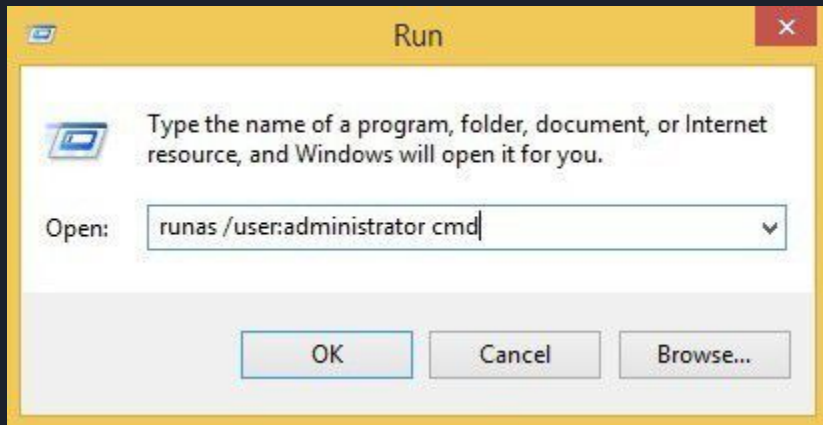 Run
Type the name of a program, folder, document, or Internet
resource, and Windows will open it for you.
Open: runas /user:administrator cmd
OK Cancel Browse...